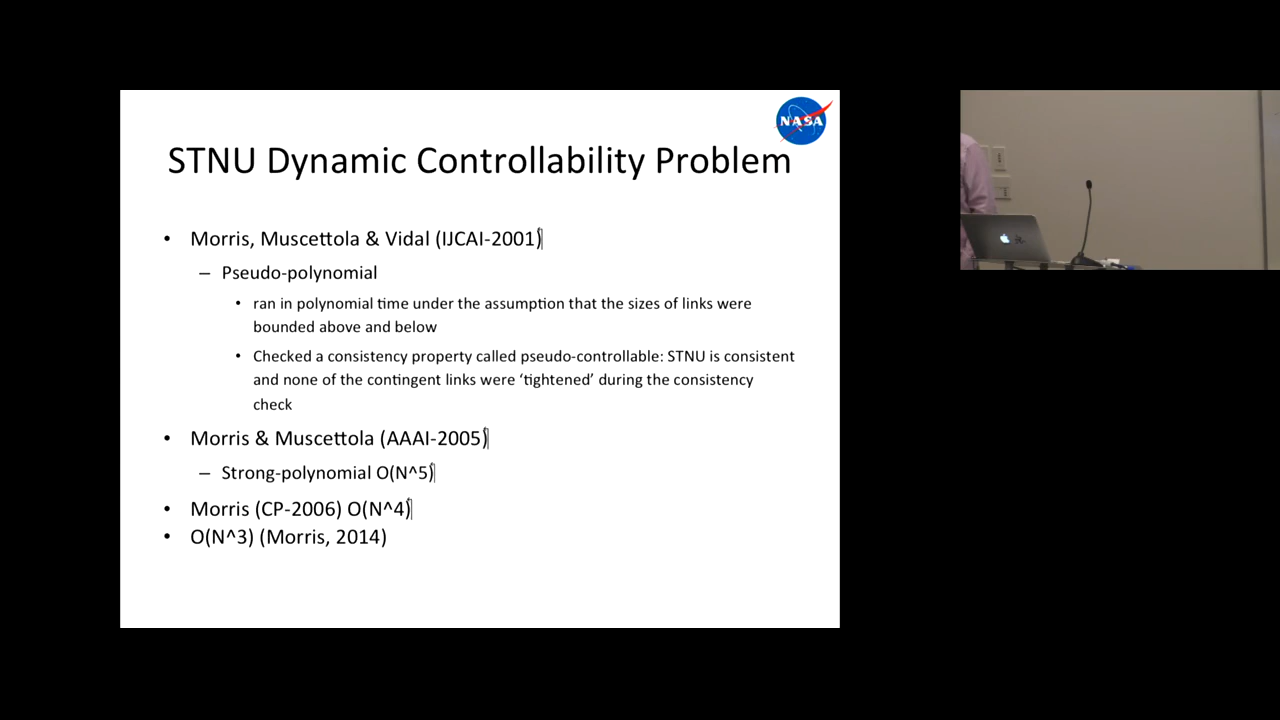 NASA
STNU Dynamic Controllability Problem
• Morris, Muscettola & Vidal (IJCAI-2001)
– Pseudo-polynomial
• ran in polynomial time under the assumption that the sizes of links were
bounded above and below
• Checked a consistency property called pseudo-controllable: STNU is consistent
and none of the contingent links were ‘tightened’ during the consistency
check
• Morris & Muscettola (AAAI-2005)
– Strong-polynomial O(N^5)
• Morris (CP-2006) O(N^4)
• O(N^3) (Morris, 2014)